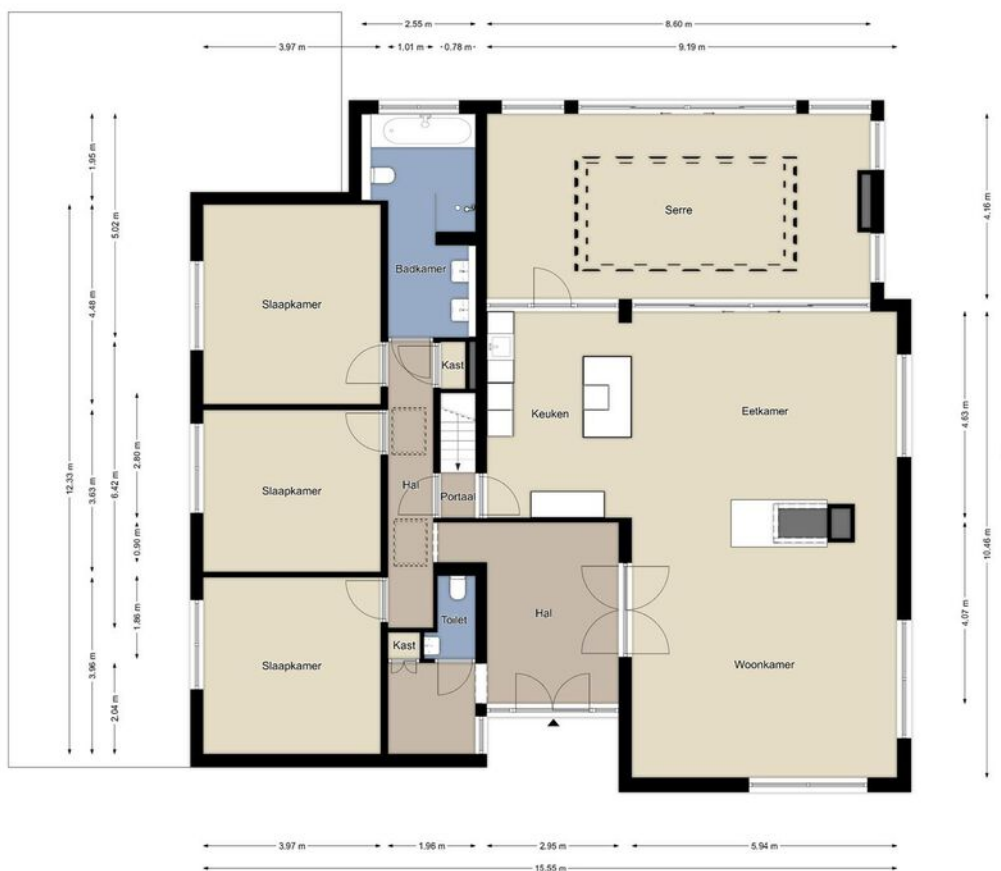 2.55 m
8.60 m
3.97 m
1.01 m
0.78 m
9.19 m
1.95 m
5.02 m
4.16 m
Serre
Badkamer
Slaapkamer
4.48 m
Kast
Keuken
Eetkamer
4.63 m
12.33 m
3.63 m
6.42 m
2.80 m
Slaapkamer
Hal
Portaal
0.90 m
10.46 m
4.07 m
1.86 m
Toilet
Hal
Kast
Slaapkamer
Woonkamer
3.96 m
2.04 m
3.97 m
1.96 m
2.95 m
5.94 m
15.55 m